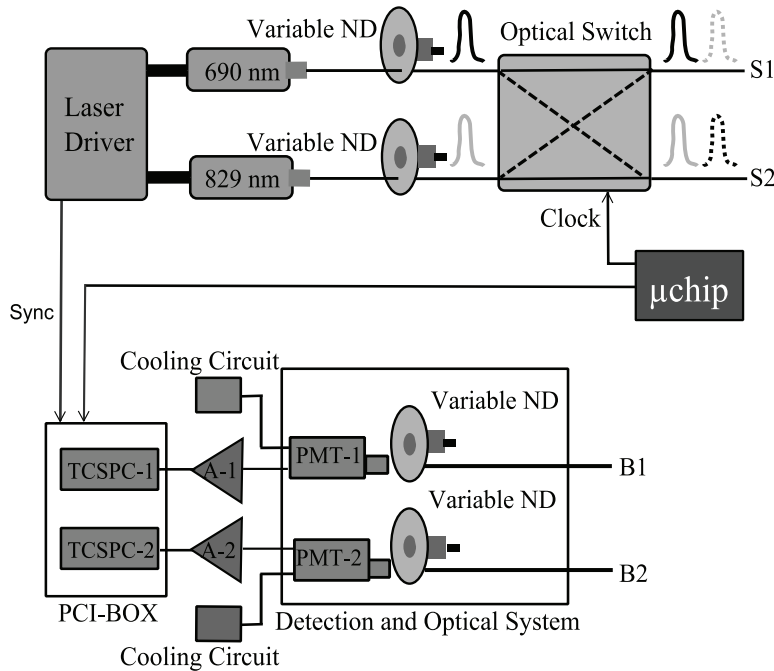 Variable ND
Optical Switch
690 nm
S1
Laser
Driver
Variable ND
829 nm
S2
Clock
µchip
Sync
Cooling Circuit
Variable ND
PMT-1
TCSPC-1
A-1
B1
Variable ND
TCSPC-2
A-2
PMT-2
B2
PCI-BOX
Detection and Optical System
Cooling Circuit